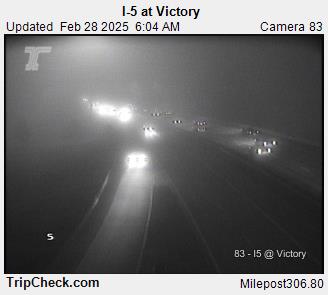 I-5 at Victory
Updated Feb 28 2025 6:04 AM Camera 83
S
83 - I5 @ Victory
TripCheck.com Milepost306.80